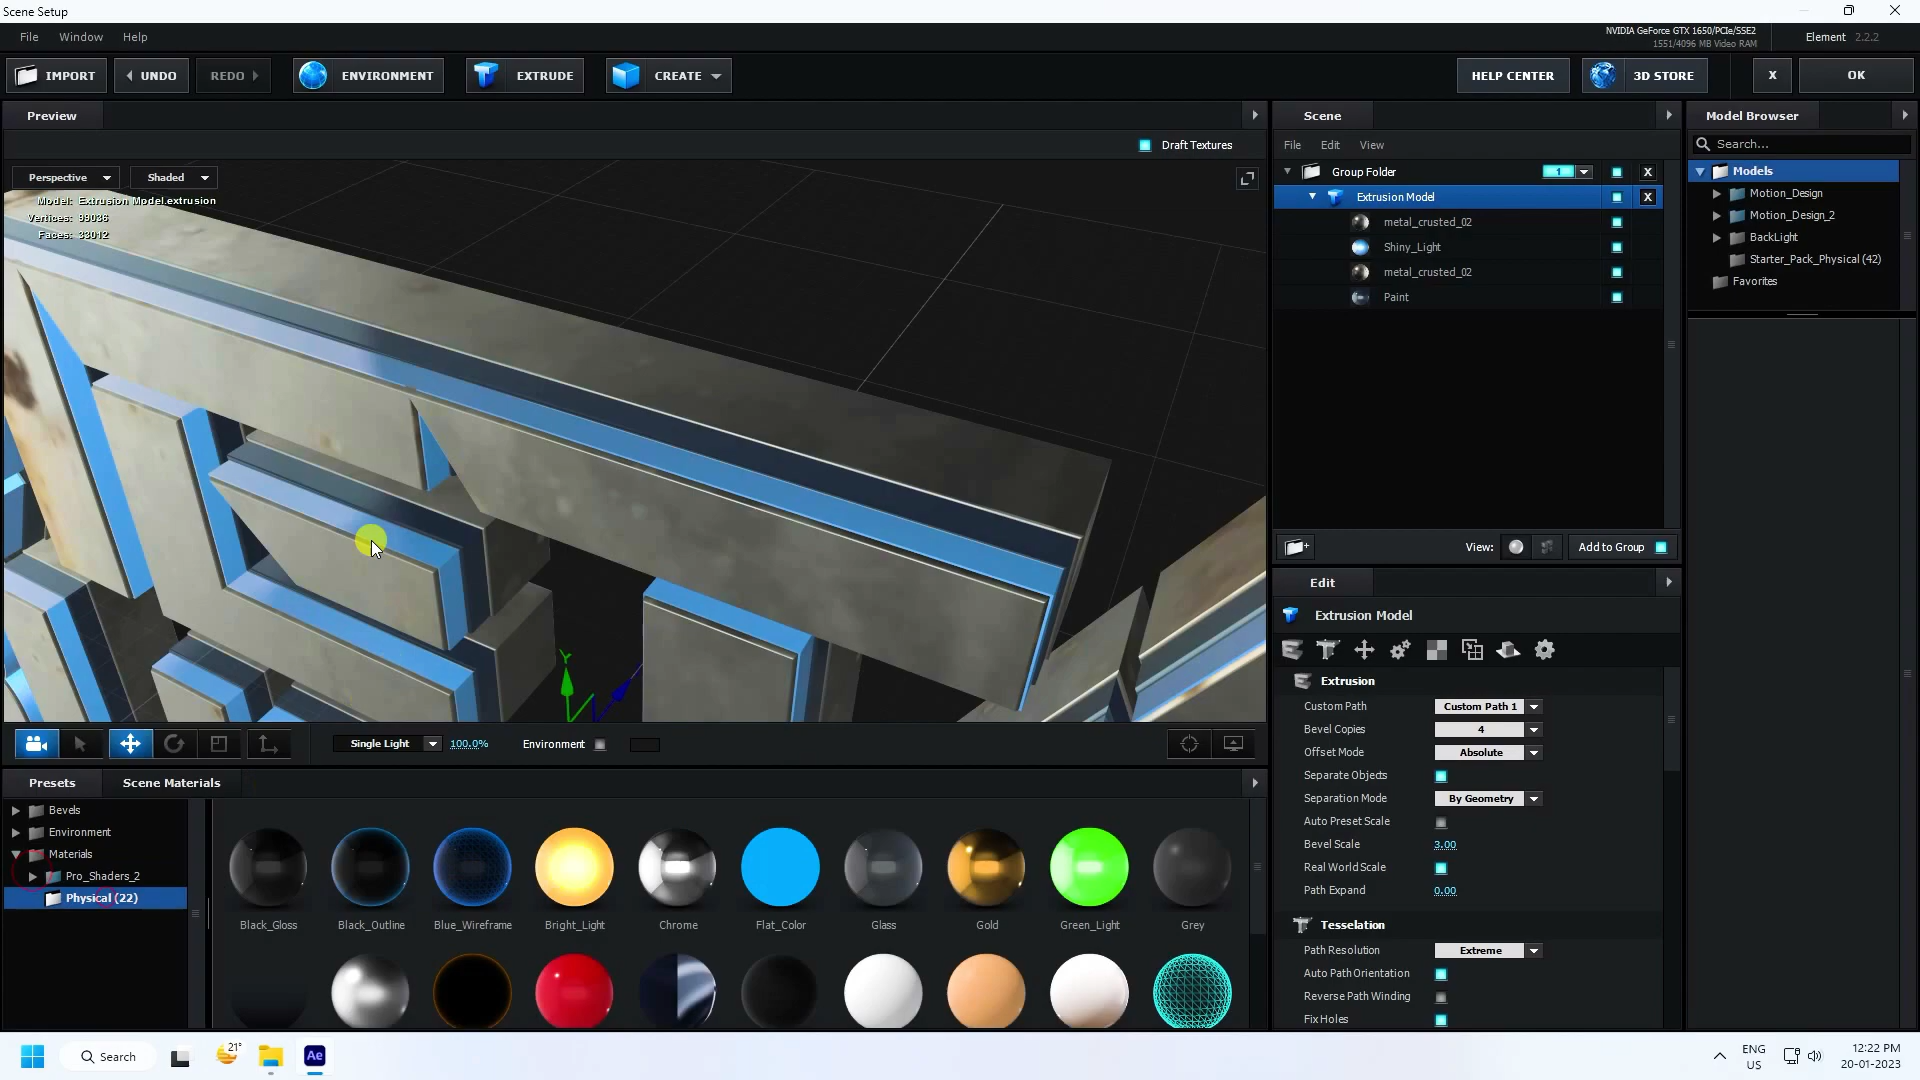 Scene Setup
File Window Help
NVIDIA GeForce GTX 1650/PCIe/SSE2
1551/4096 MB Video RAM
Element 2.2.2
IMPORT UNDO REDO ENVIRONMENT EXTRUDE CREATE HELP CENTER 3D STORE X OK
Preview
Draft Textures
Perspective Shaded
Model: Extrusion Model.extrusion
Vertices: 99036
Faces: 33012
Y
Single Light 100.0% Environment
Presets Scene Materials
Bevels
Environment
Materials
Pro_Shaders_2
Physical (22)
Black_Gloss Black_Outline Blue_Wireframe Bright_Light Chrome Flat_Color Glass Gold Green_Light Grey
Scene
File Edit View
Group Folder 1 X
Extrusion Model X
metal_crusted_02
Shiny_Light
metal_crusted_02
Paint
View: Add to Group
Edit
Extrusion Model
Extrusion
Custom Path Custom Path 1
Bevel Copies 4
Offset Mode Absolute
Separate Objects
Separation Mode By Geometry
Auto Preset Scale
Bevel Scale 3.00
Real World Scale
Path Expand 0.00
Tesselation
Path Resolution Extreme
Auto Path Orientation
Reverse Path Winding
Fix Holes
Model Browser
Search...
Models
Motion_Design
Motion_Design_2
BackLight
Starter_Pack_Physical (42)
Favorites
Search
21°
Ae
ENG
US
12:22 PM
20-01-2023